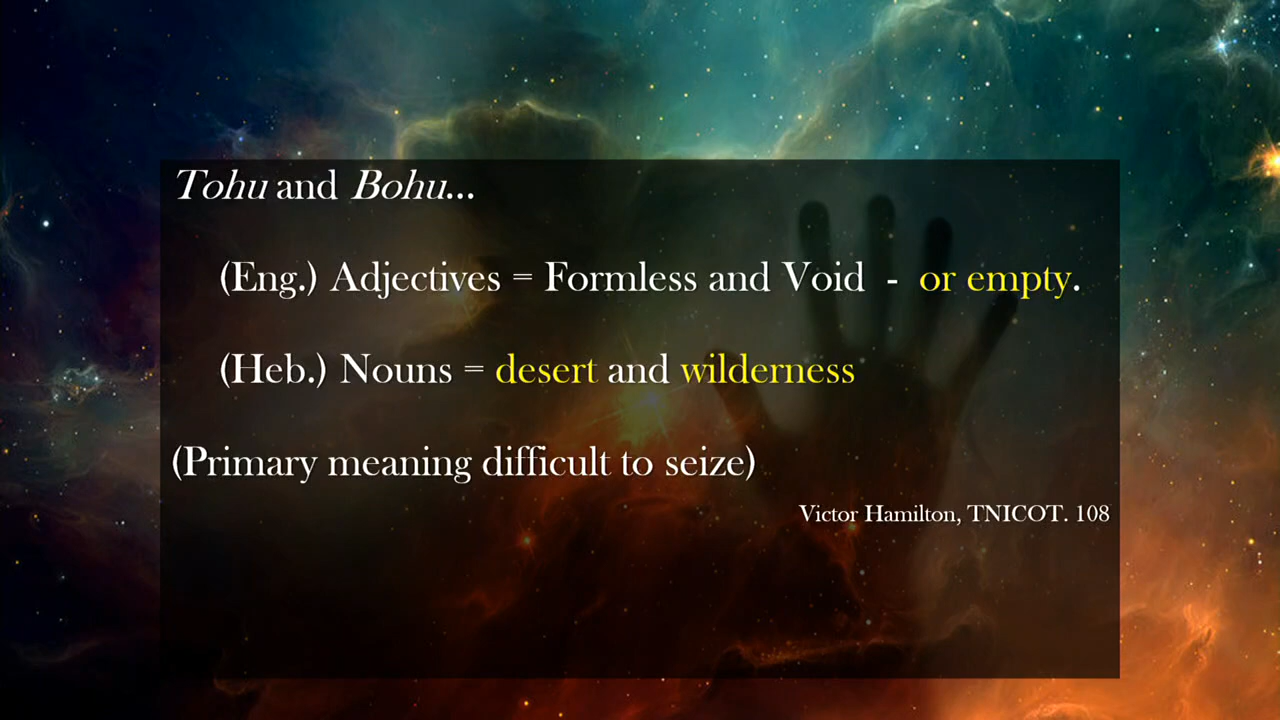 Tohu and Bohu...
(Eng.) Adjectives = Formless and Void - or empty.
(Heb.) Nouns = desert and wilderness
(Primary meaning difficult to seize)
Victor Hamilton, TNICOT. 108